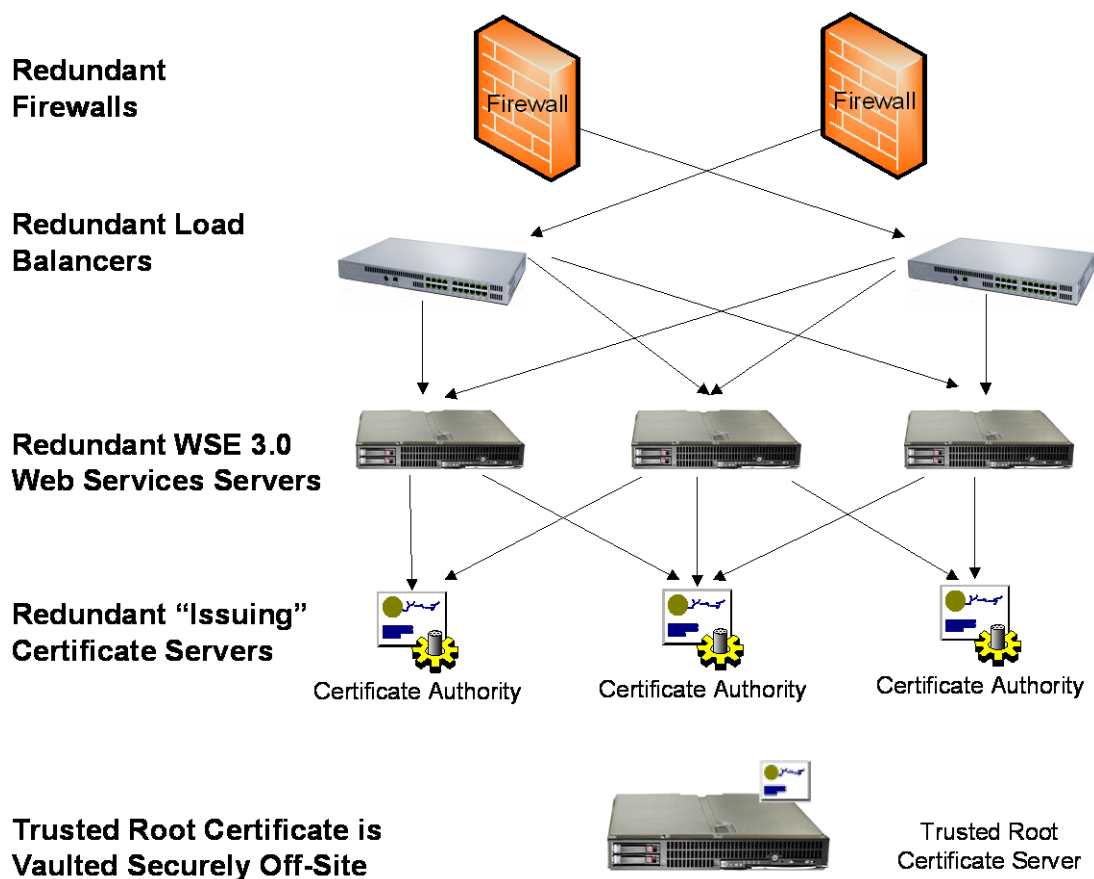 Redundant
Firewalls
Firewall
Firewall
Redundant Load
Balancers
Redundant WSE 3.0
Web Services Servers
Redundant “Issuing”
Certificate Servers
Certificate Authority
Certificate Authority
Certificate Authority
Trusted Root Certificate is
Vaulted Securely Off-Site
Trusted Root
Certificate Server